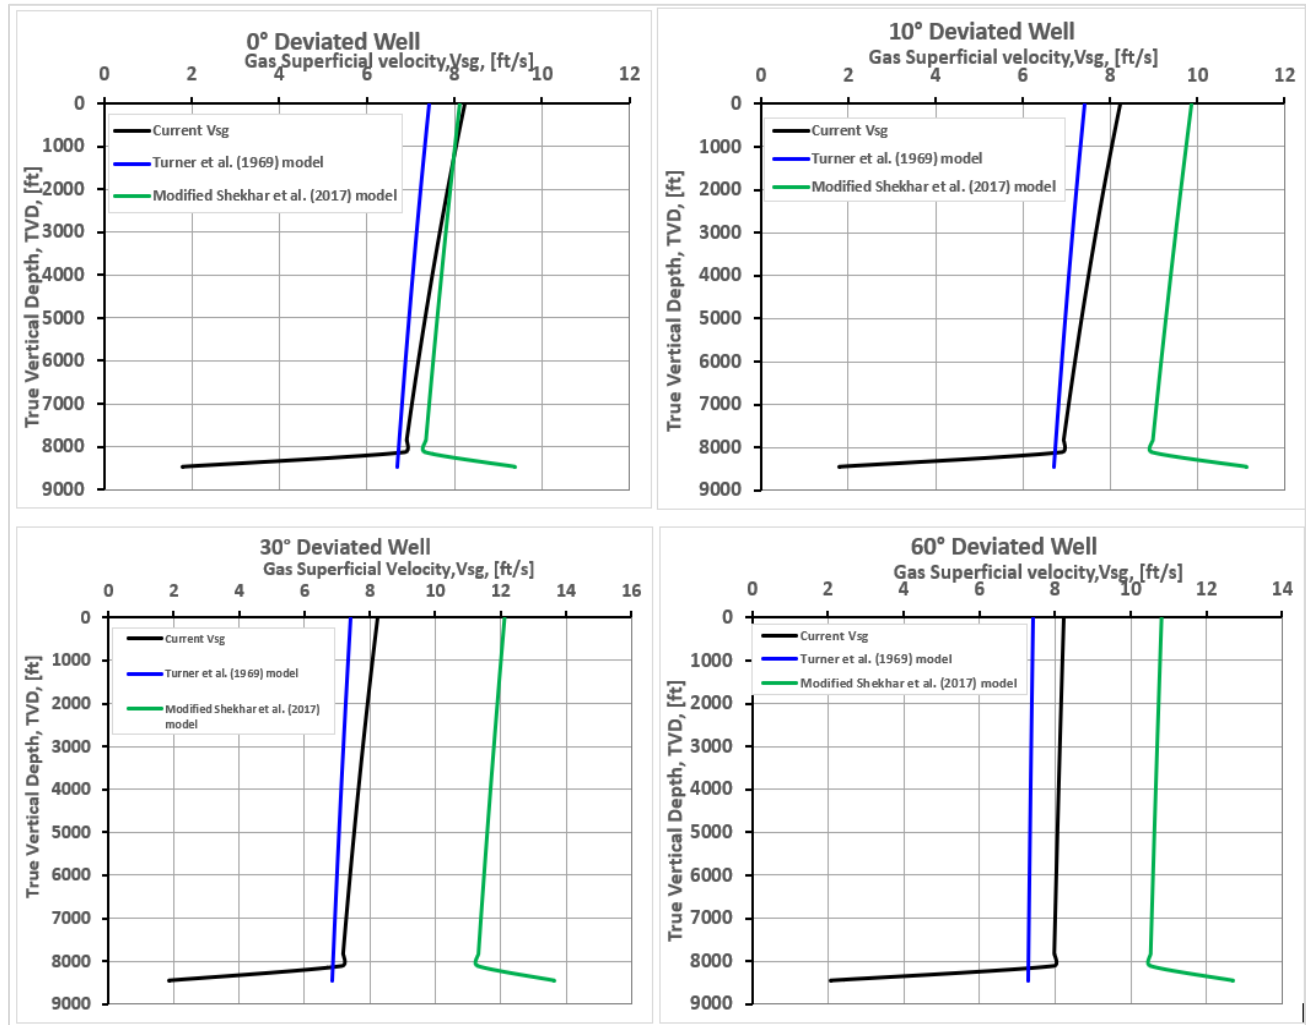 0° Deviated Well
Gas Superficial velocity,Vsg, [ft/s]
0 2 4 6 8 10 12
0
1000
2000
3000
4000
5000
6000
7000
8000
9000
True Vertical Depth, TVD, [ft]
Current Vsg
Turner et al. (1969) model
Modified Shekhar et al. (2017) model
10° Deviated Well
Gas Superficial velocity,Vsg, [ft/s]
0 2 4 6 8 10 12
0
1000
2000
3000
4000
5000
6000
7000
8000
9000
True Vertical Depth, TVD, [ft]
Current Vsg
Turner et al. (1969) model
Modified Shekhar et al. (2017) model
30° Deviated Well
Gas Superficial Velocity,Vsg, [ft/s]
0 2 4 6 8 10 12 14 16
0
1000
2000
3000
4000
5000
6000
7000
8000
9000
True Vertical Depth, TVD, [ft]
Current Vsg
Turner et al. (1969) model
Modified Shekhar et al. (2017)
model
60° Deviated Well
Gas Superficial velocity,Vsg, [ft/s]
0 2 4 6 8 10 12 14
0
1000
2000
3000
4000
5000
6000
7000
8000
9000
True Vertical Depth, TVD, [ft]
Current Vsg
Turner et al. (1969) model
Modified Shekhar et al. (2017) model